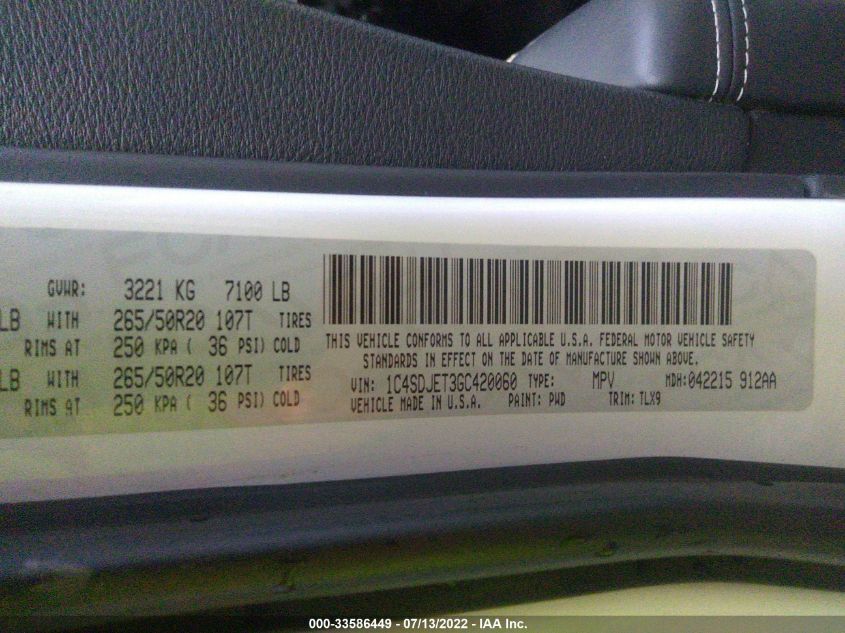 GVWR: 3221 KG 7100 LB
LB WITH 265/50R20 107T TIRES
RIMS AT 250 KPA ( 36 PSI) COLD
LB WITH 265/50R20 107T TIRES
RIMS AT 250 KPA ( 36 PSI) COLD
THIS VEHICLE CONFORMS TO ALL APPLICABLE U.S.A. FEDERAL MOTOR VEHICLE SAFETY
STANDARDS IN EFFECT ON THE DATE OF MANUFACTURE SHOWN ABOVE.
VIN: 1C4SDJET3GC420060 TYPE: MPV MDH: 042215 912AA
VEHICLE MADE IN U.S.A. PAINT: PWD TRIM: TLX9
000-33586449 - 07/13/2022 - IAA Inc.